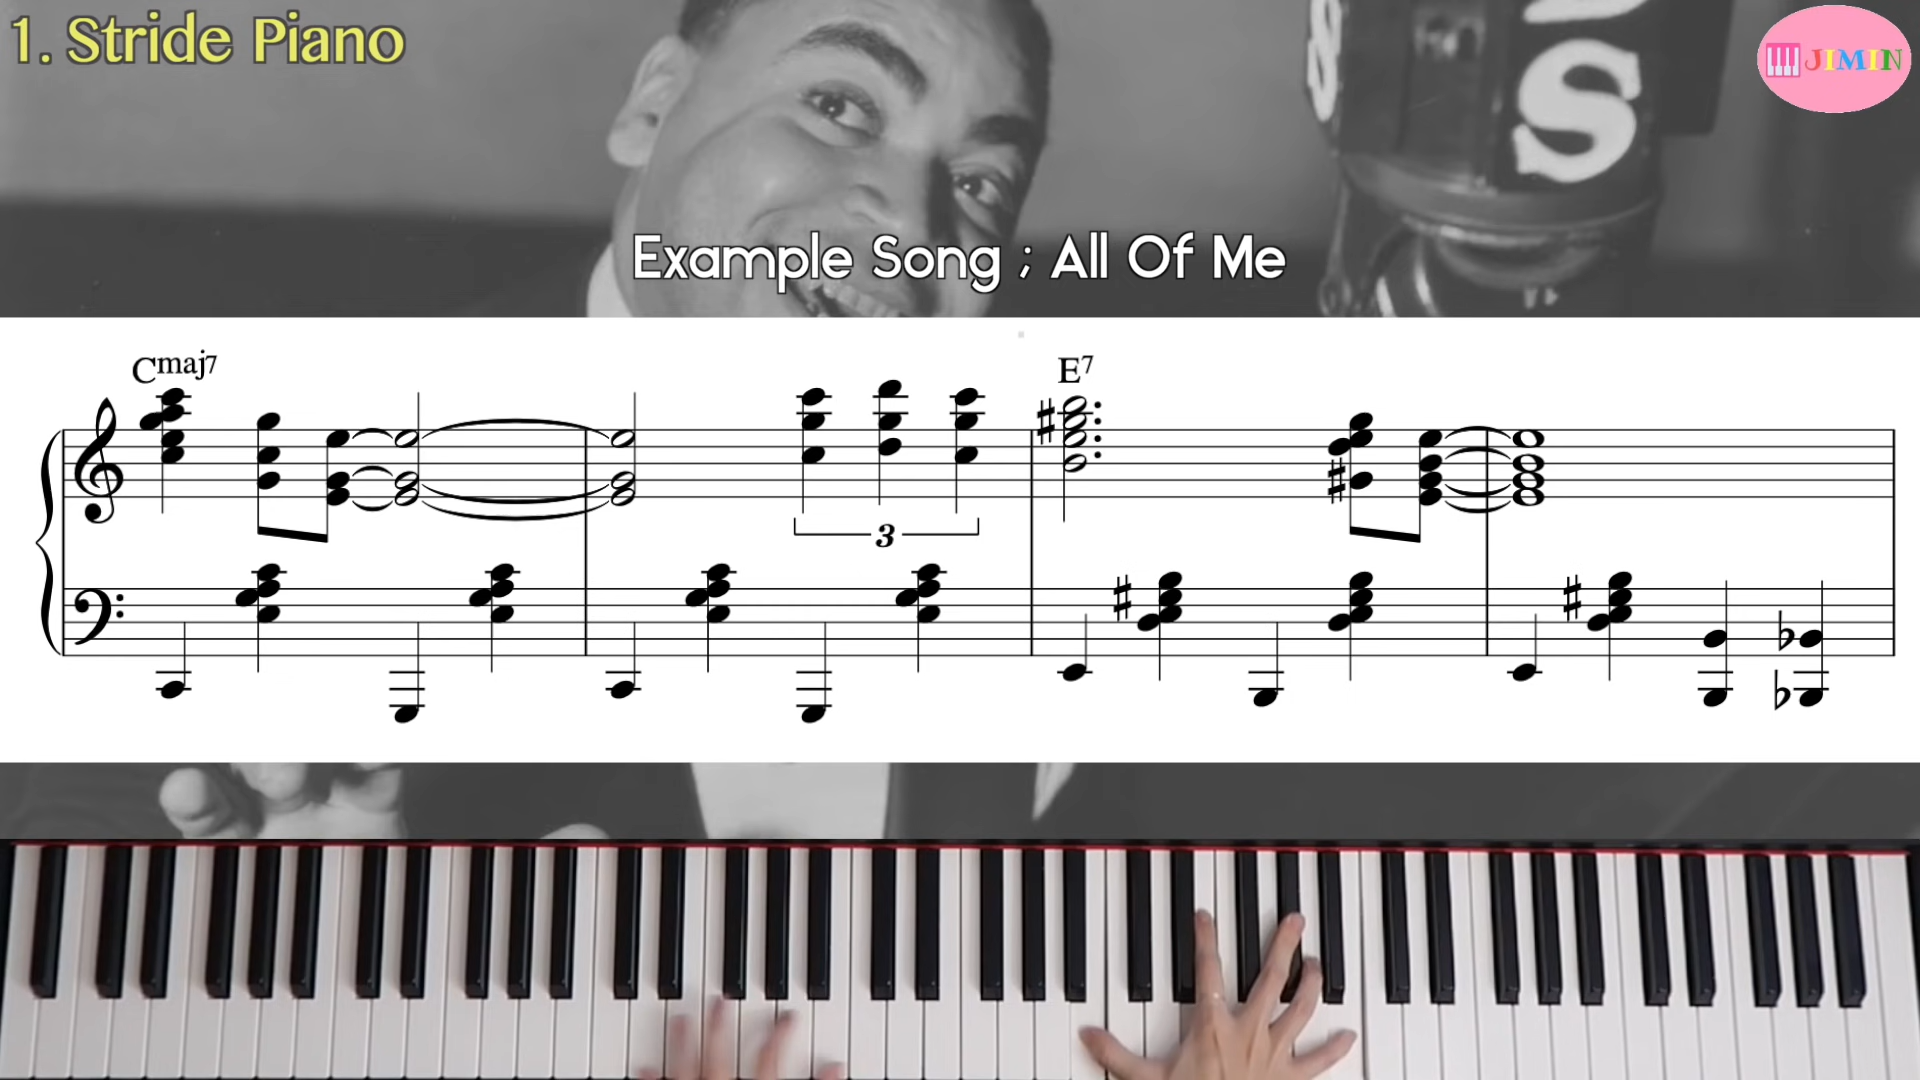 1. Stride Piano
JIMIN
S
Example Song ; All Of Me
Cmaj7
E7
3